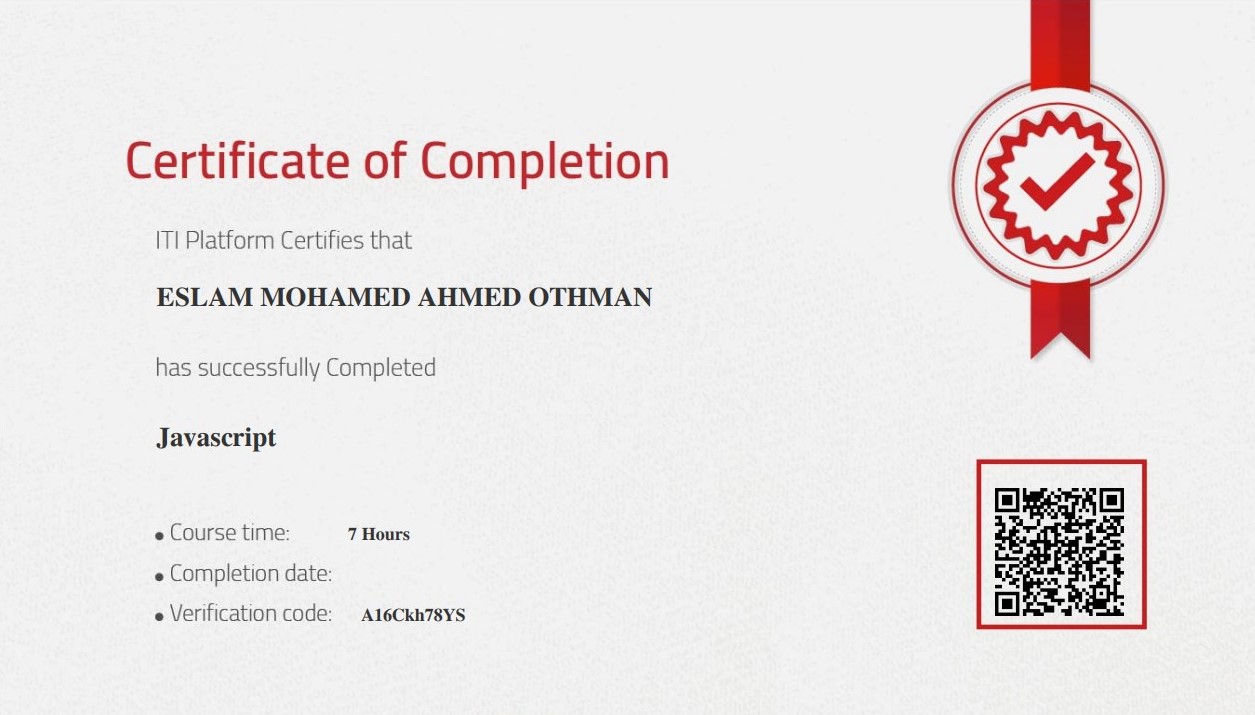 Certificate of Completion
ITI Platform Certifies that
ESLAM MOHAMED AHMED OTHMAN
has successfully Completed
Javascript
• Course time: 7 Hours
• Completion date:
• Verification code: A16Ckh78YS